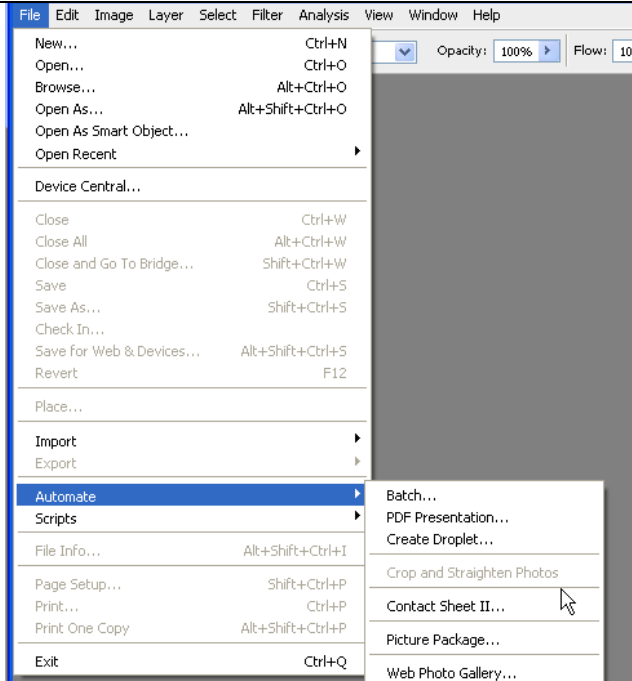 File Edit Image Layer Select Filter Analysis View Window Help
Opacity: 100% Flow: 10
New... Ctrl+N
Open... Ctrl+O
Browse... Alt+Ctrl+O
Open As... Alt+Shift+Ctrl+O
Open As Smart Object...
Open Recent
Device Central...
Close Ctrl+W
Close All Alt+Ctrl+W
Close and Go To Bridge... Shift+Ctrl+W
Save Ctrl+S
Save As... Shift+Ctrl+S
Check In...
Save for Web & Devices... Alt+Shift+Ctrl+S
Revert F12
Place...
Import
Export
Automate
Scripts
File Info... Alt+Shift+Ctrl+I
Page Setup... Shift+Ctrl+P
Print... Ctrl+P
Print One Copy Alt+Shift+Ctrl+P
Exit Ctrl+Q
Batch...
PDF Presentation...
Create Droplet...
Crop and Straighten Photos
Contact Sheet II...
Picture Package...
Web Photo Gallery...